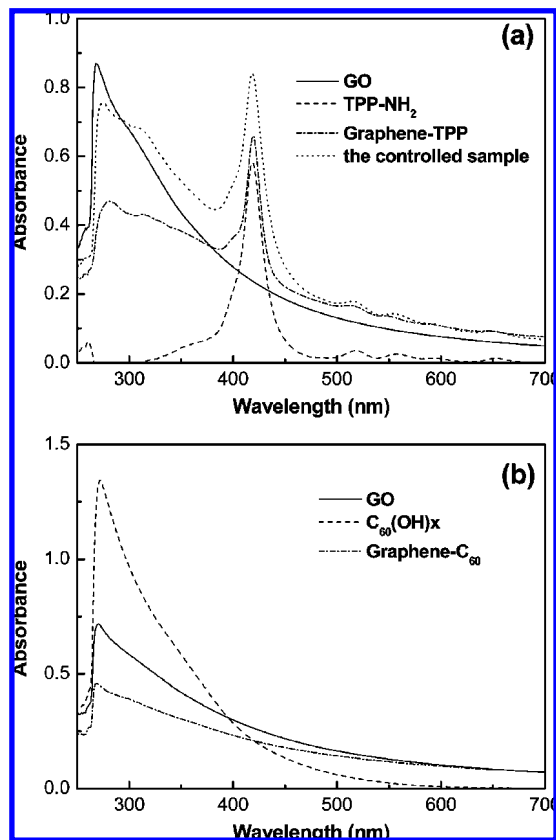 (a)
GO
TPP-NH₂
Graphene-TPP
the controlled sample
Absorbance
1.0
0.8
0.6
0.4
0.2
0.0
300 400 500 600 700
Wavelength (nm)
(b)
GO
C₆₀(OH)x
Graphene-C₆₀
Absorbance
1.5
1.0
0.5
0.0
300 400 500 600 700
Wavelength (nm)